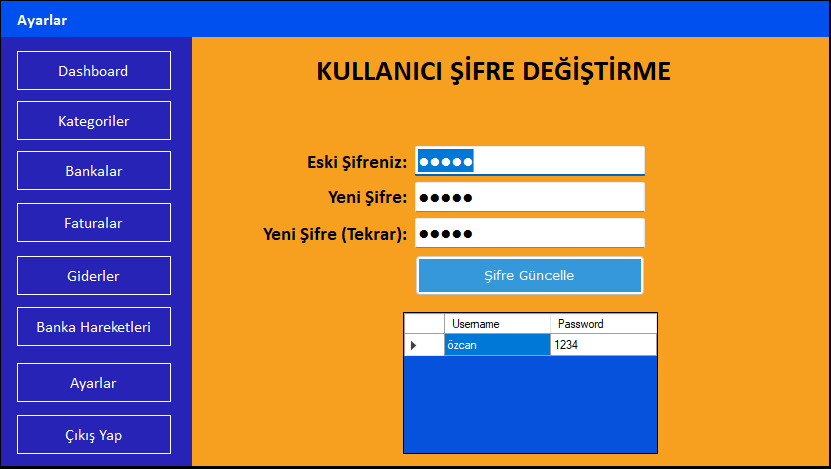 Ayarlar
Dashboard
Kategoriler
Bankalar
Faturalar
Giderler
Banka Hareketleri
Ayarlar
Çıkış Yap
KULLANICI ŞİFRE DEĞİŞTİRME
Eski Şifreniz: ●●●●●
Yeni Şifre: ●●●●●
Yeni Şifre (Tekrar): ●●●●●
Şifre Güncelle
Username Password
özcan 1234